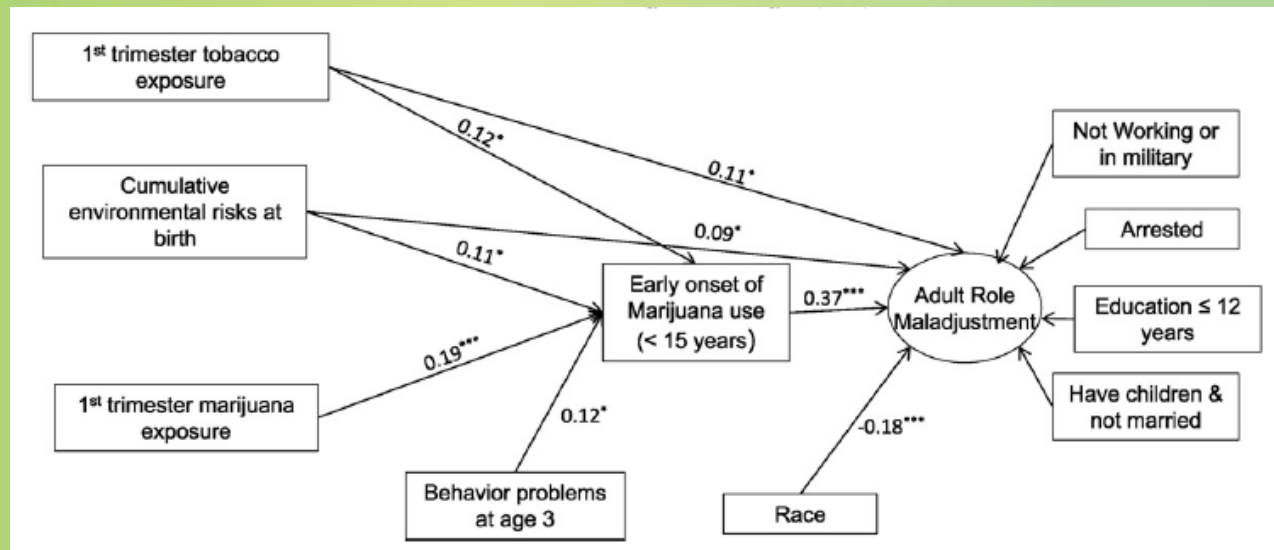 1st trimester tobacco
exposure
0.12*
0.11*
Not Working or
in military
Cumulative
environmental risks at
birth
0.09*
0.11*
Arrested
Early onset of
Marijuana use
(< 15 years)
0.37***
Adult Role
Maladjustment
Education ≤ 12
years
0.19***
1st trimester marijuana
exposure
0.12*
-0.18***
Have children &
not married
Behavior problems
at age 3
Race